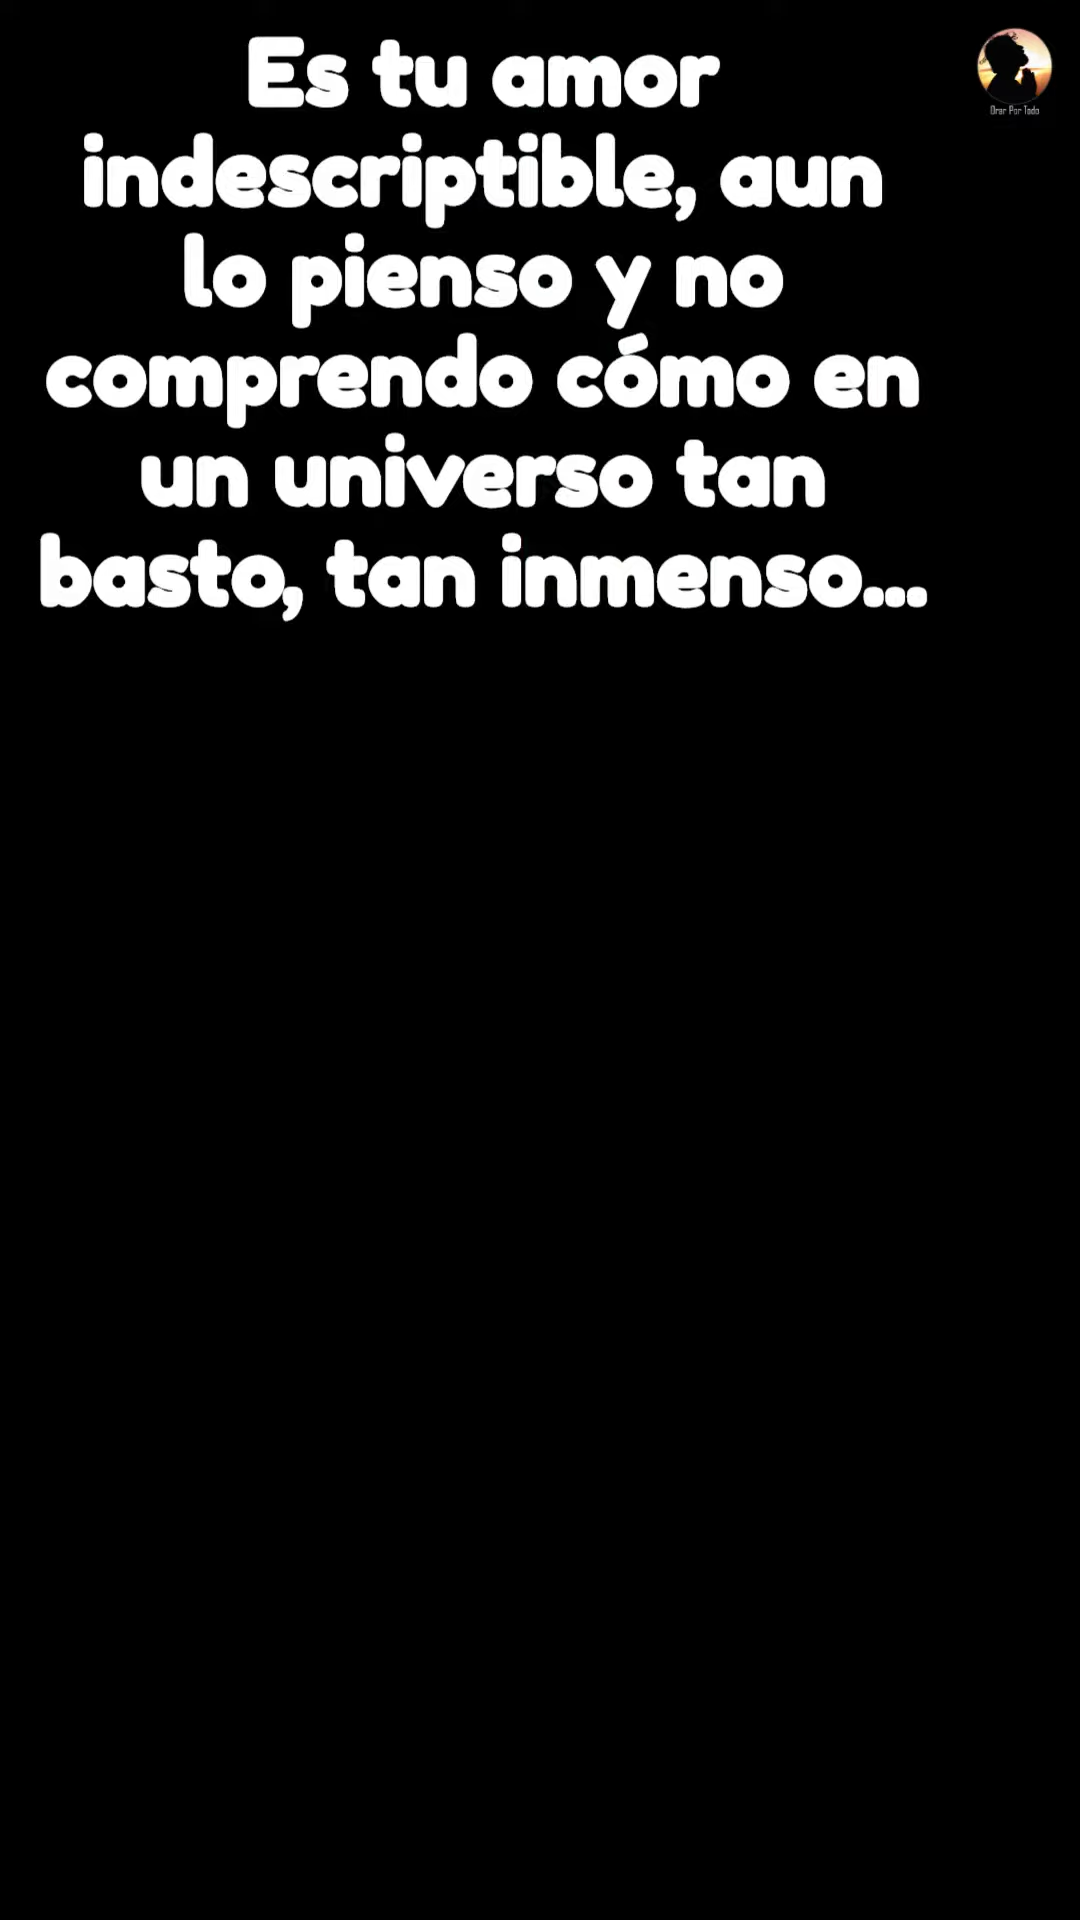 Es tu amor
indescriptible, aun
lo pienso y no
comprendo cómo en
un universo tan
basto, tan inmenso...
Orar Por Todo